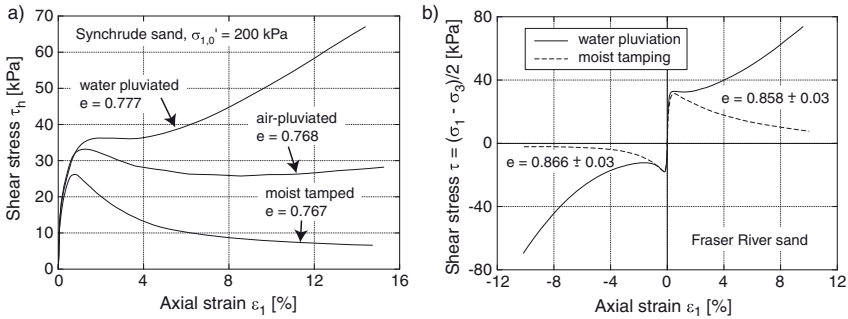 a)
Synchrude sand, σ1,0' = 200 kPa
water pluviated
e = 0.777
air-pluviated
e = 0.768
moist tamped
e = 0.767
Shear stress τh [kPa]
70
60
50
40
30
20
10
0
0 4 8 12 16
Axial strain ε1 [%]
b)
water pluviation
moist tamping
e = 0.858 ± 0.03
e = 0.866 ± 0.03
Fraser River sand
Shear stress τ = (σ1 - σ3)/2 [kPa]
80
40
0
-40
-80
-12 -8 -4 0 4 8 12
Axial strain ε1 [%]